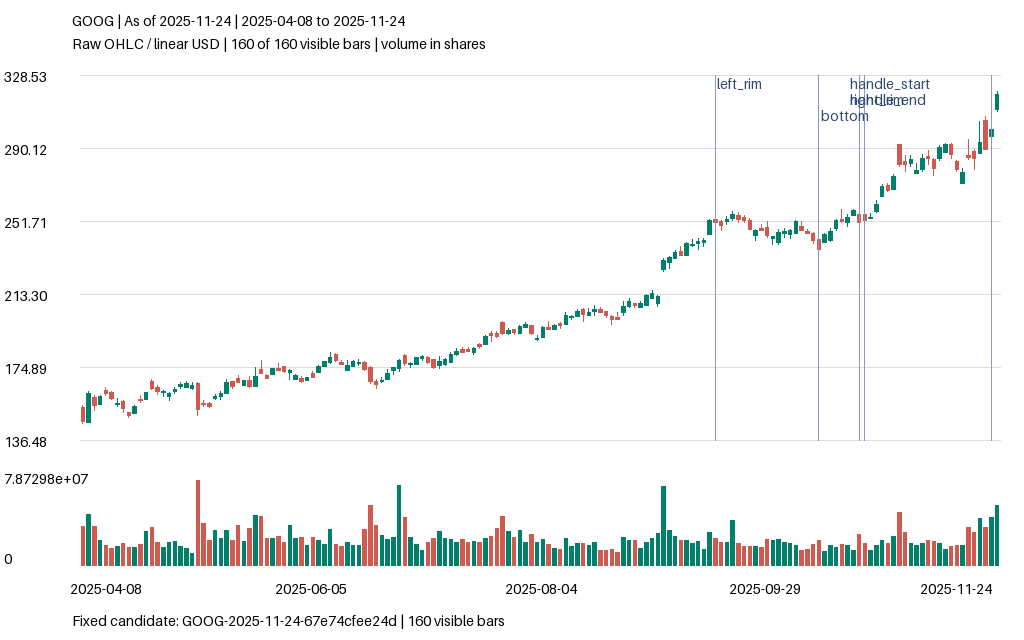 GOOG | As of 2025-11-24 | 2025-04-08 to 2025-11-24
Raw OHLC / linear USD | 160 of 160 visible bars | volume in shares
328.53
left_rim
handle_start
bottom
290.12
251.71
213.30
174.89
136.48
7.87298e+07
0
2025-04-08
2025-06-05
2025-08-04
2025-09-29
2025-11-24
Fixed candidate: GOOG-2025-11-24-67e74cfee24d | 160 visible bars